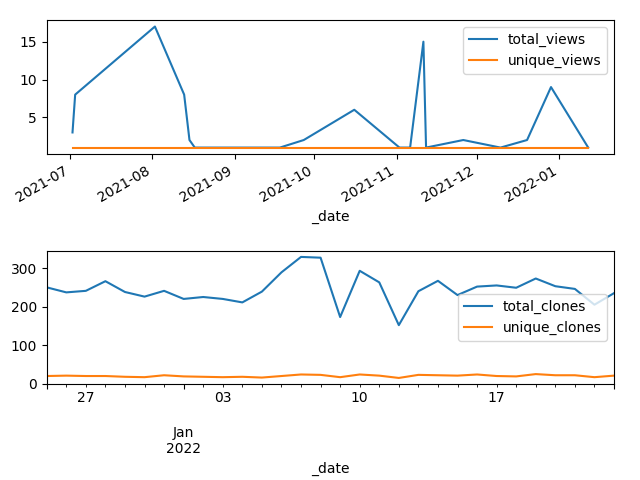 15
10
5
total_views
unique_views
2021-07
2021-08
2021-09
2021-10
2021-11
2021-12
2022-01
_date
300
200
100
0
total_clones
unique_clones
27
03
10
17
Jan
2022
_date